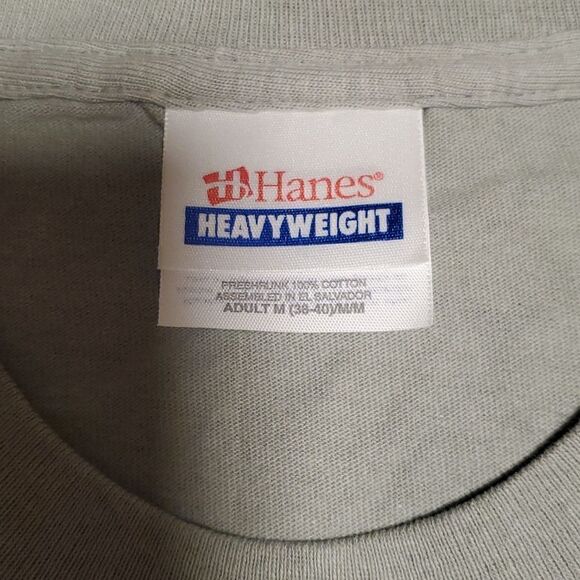 Hanes®
HEAVYWEIGHT
PRESHRUNK 100% COTTON
ASSEMBLED IN EL SALVADOR
ADULT M (38-40)/M/M